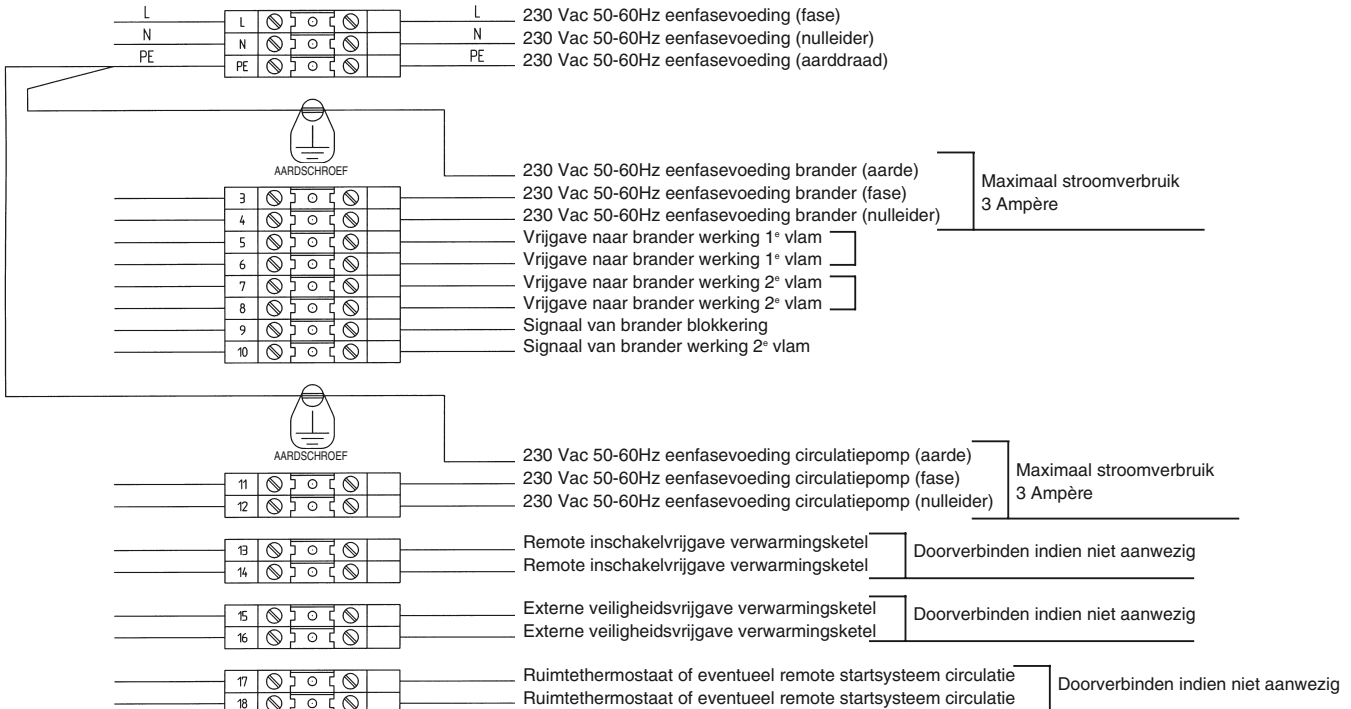 L L L 230 Vac 50-60Hz eenfasevoeding (fase)
N N N 230 Vac 50-60Hz eenfasevoeding (nulleider)
PE PE PE 230 Vac 50-60Hz eenfasevoeding (aarddraad)
AARDSCHROEF
230 Vac 50-60Hz eenfasevoeding brander (aarde)
3 230 Vac 50-60Hz eenfasevoeding brander (fase)
4 230 Vac 50-60Hz eenfasevoeding brander (nulleider)
Maximaal stroomverbruik
3 Ampère
5 Vrijgave naar brander werking 1e vlam
6 Vrijgave naar brander werking 1e vlam
7 Vrijgave naar brander werking 2e vlam
8 Vrijgave naar brander werking 2e vlam
9 Signaal van brander blokkering
10 Signaal van brander werking 2e vlam
AARDSCHROEF
230 Vac 50-60Hz eenfasevoeding circulatiepomp (aarde)
11 230 Vac 50-60Hz eenfasevoeding circulatiepomp (fase)
12 230 Vac 50-60Hz eenfasevoeding circulatiepomp (nulleider)
Maximaal stroomverbruik
3 Ampère
13 Remote inschakelvrijgave verwarmingsketel
14 Remote inschakelvrijgave verwarmingsketel
Doorverbinden indien niet aanwezig
15 Externe veiligheidsvrijgave verwarmingsketel
16 Externe veiligheidsvrijgave verwarmingsketel
Doorverbinden indien niet aanwezig
17 Ruimtethermostaat of eventueel remote startsysteem circulatie
18 Ruimtethermostaat of eventueel remote startsysteem circulatie
Doorverbinden indien niet aanwezig